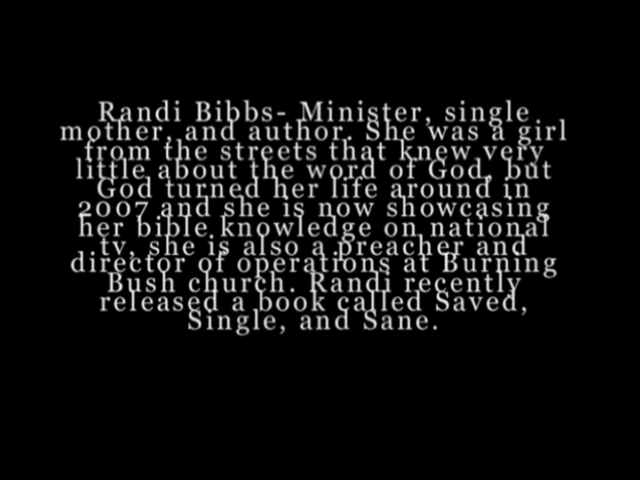 Randi Bibbs- Minister, single
mother, and author. She was a girl
from the streets that knew very
little about the word of God, but
God turned her life around in
2007 and she is now showcasing
her bible knowledge on national
tv, she is also a preacher and
director of operations at Burning
Bush church. Randi recently
released a book called Saved,
Single, and Sane.